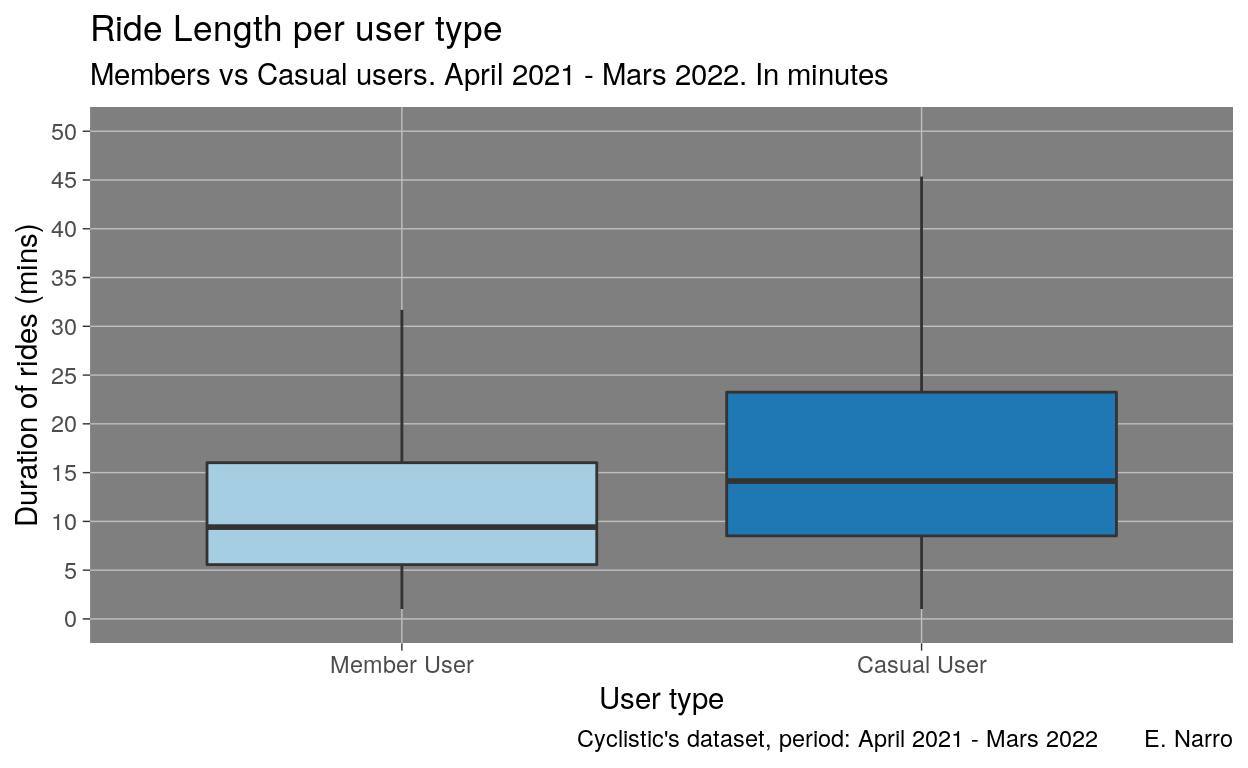 Ride Length per user type
Members vs Casual users. April 2021 - Mars 2022. In minutes
Duration of rides (mins)
50
45
40
35
30
25
20
15
10
5
0
Member User
Casual User
User type
Cyclistic's dataset, period: April 2021 - Mars 2022
E. Narro